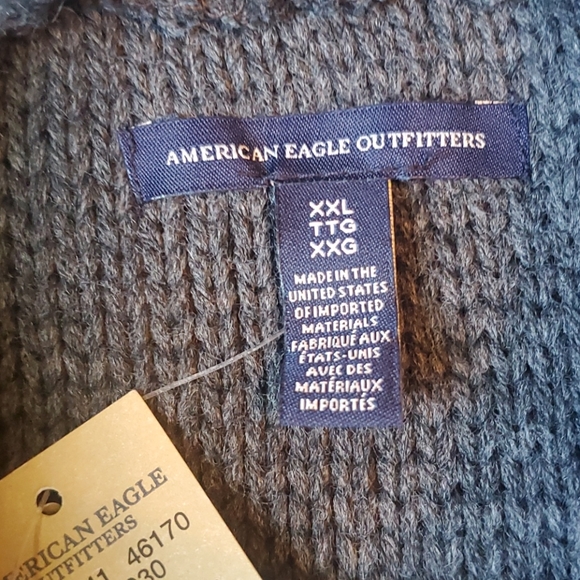 AMERICAN EAGLE OUTFITTERS
XXL
TTG
XXG
MADE IN THE
UNITED STATES
OF IMPORTED
MATERIALS
FABRIQUÉ AUX
ÉTATS-UNIS
AVEC DES
MATÉRIAUX
IMPORTÉS
ERICAN EAGLE
OUTFITTERS
46170